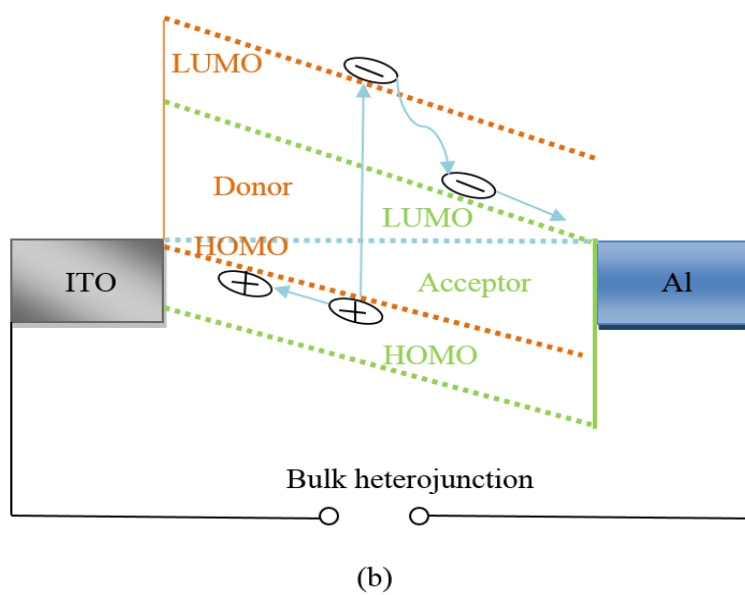 LUMO
Donor
LUMO
HOMO
ITO
Acceptor
Al
HOMO
Bulk heterojunction
(b)